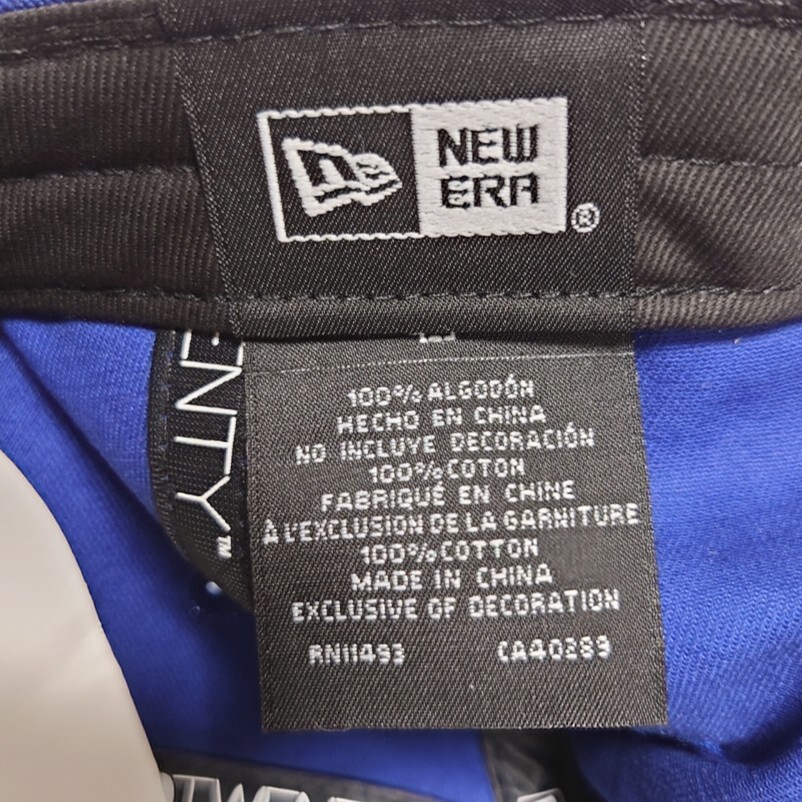 NEW
ERA
®
ENTY™
100% ALGODÓN
HECHO EN CHINA
NO INCLUYE DECORACIÓN
100% COTON
FABRIQUÉ EN CHINE
À L'EXCLUSION DE LA GARNITURE
100% COTTON
MADE IN CHINA
EXCLUSIVE OF DECORATION
RN11493 CA40289